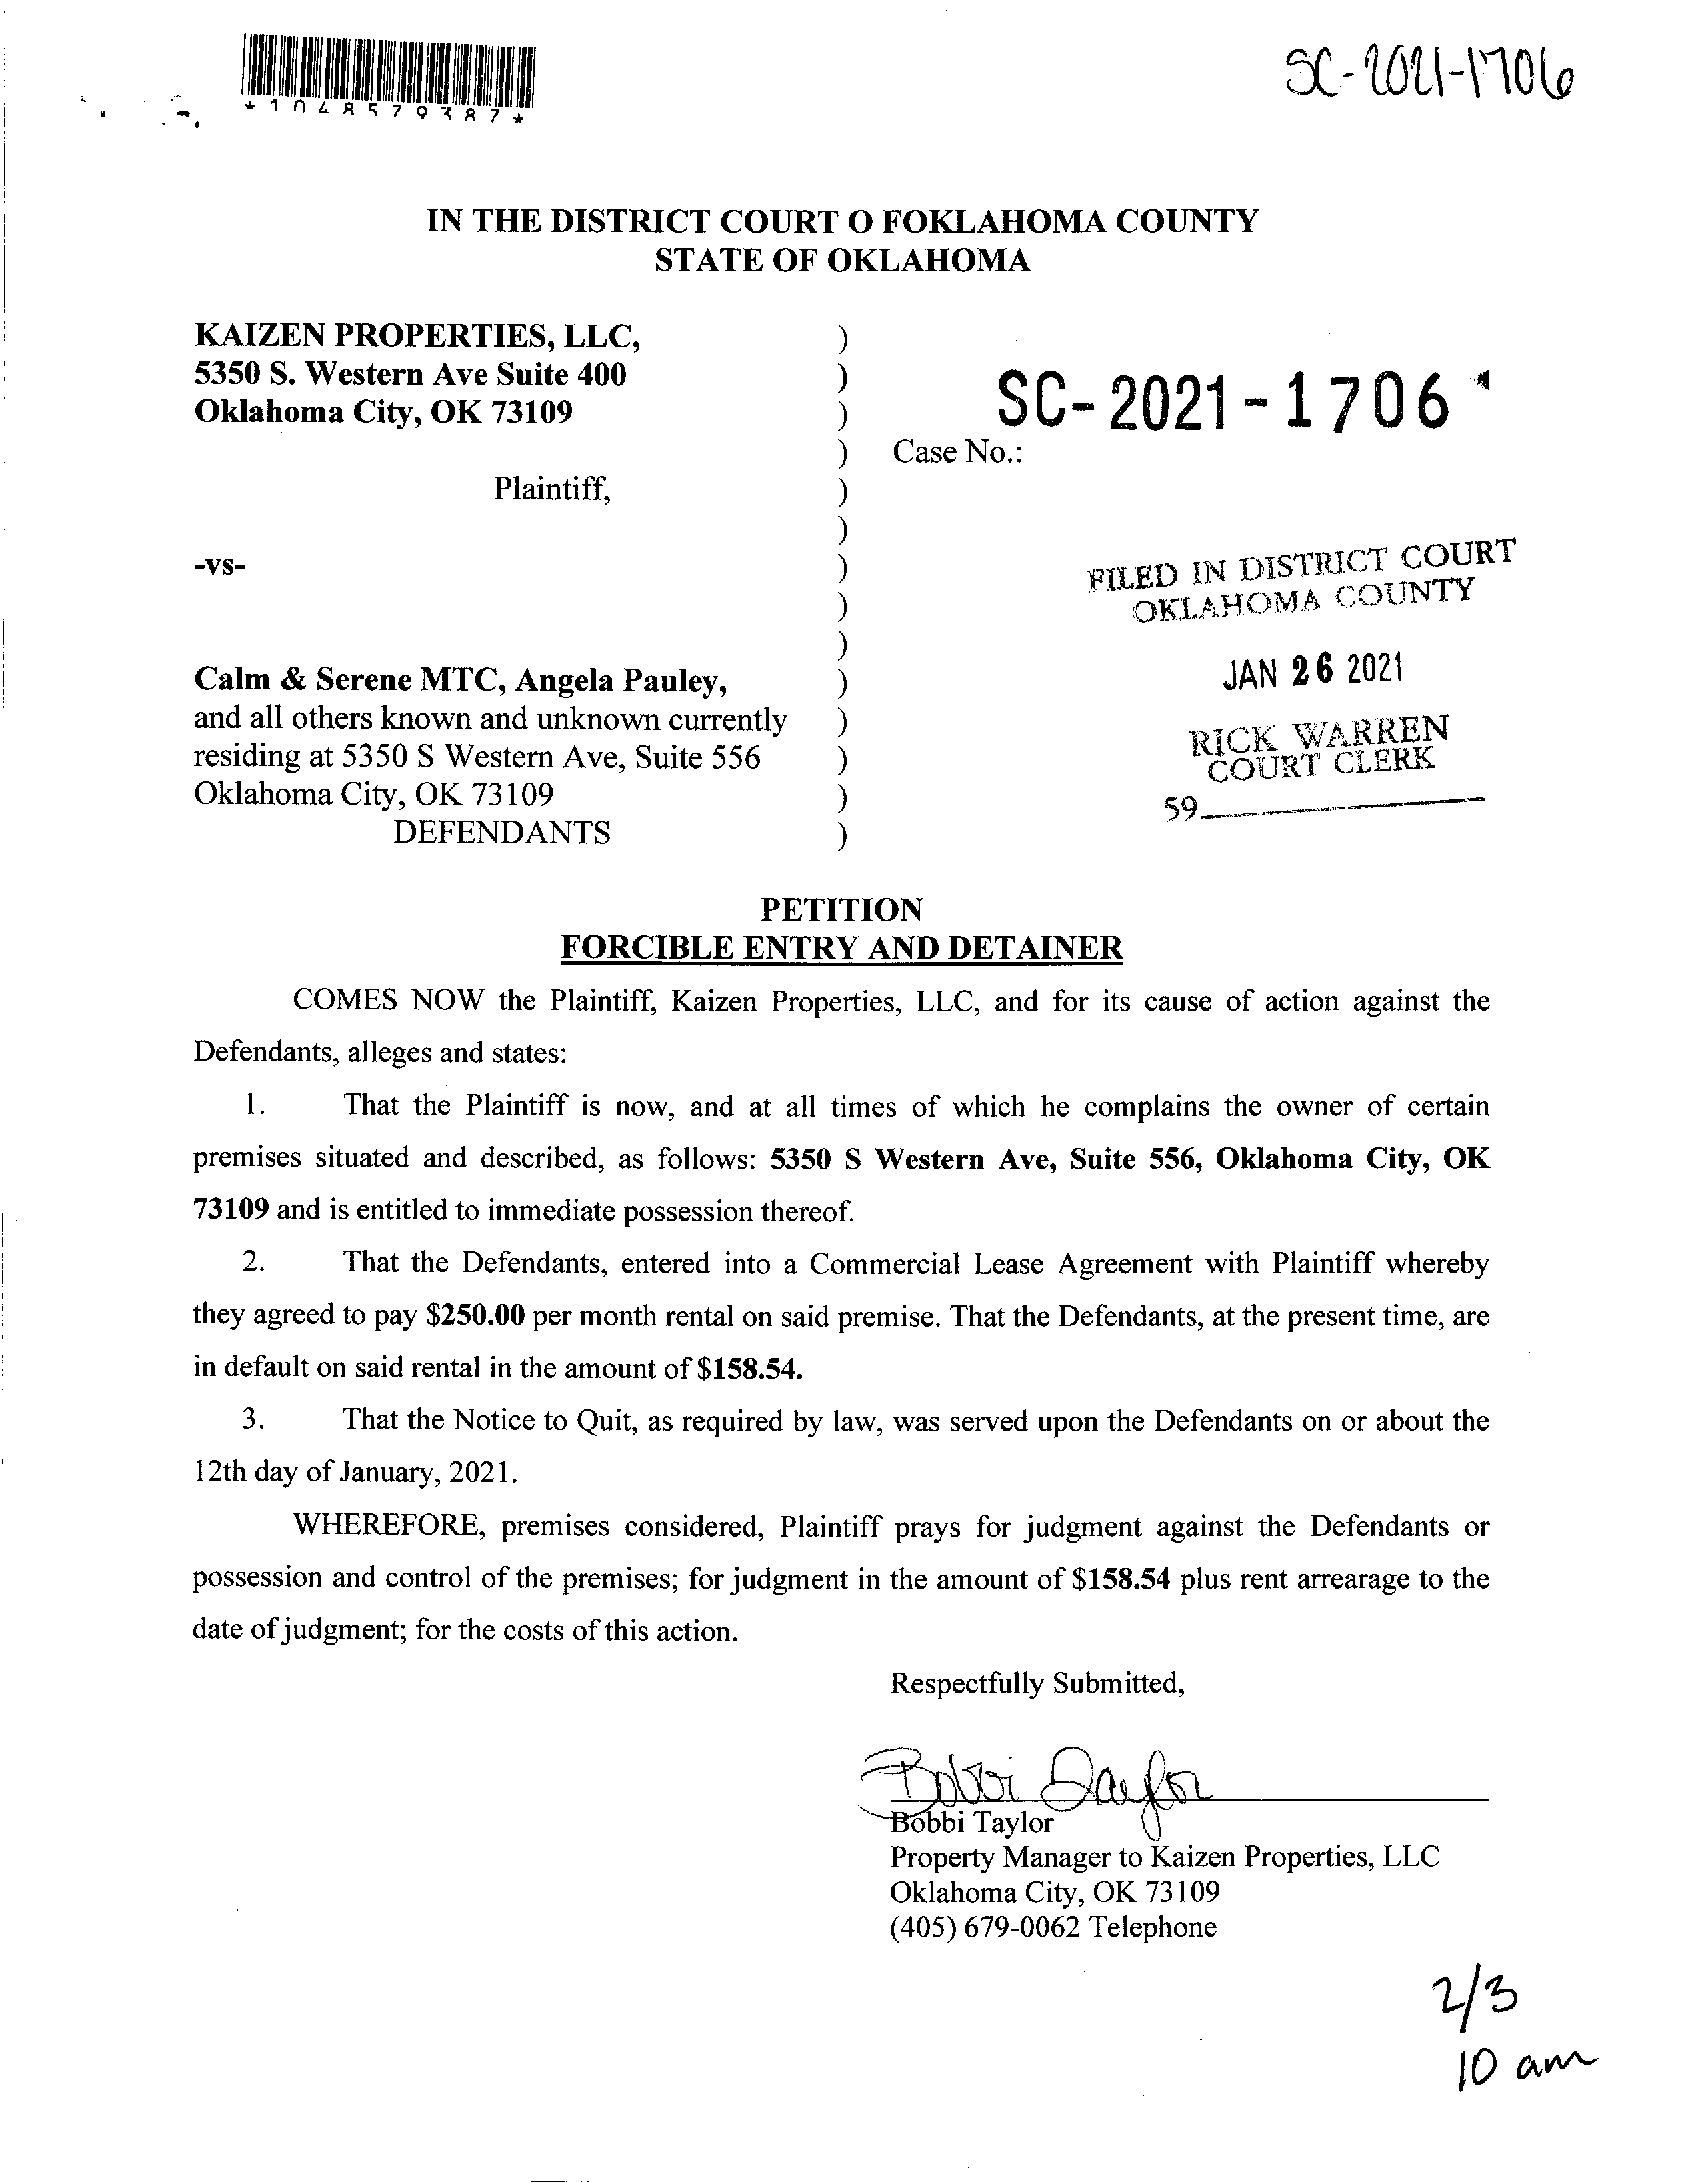 *1048579387*
SC-2021-1706
IN THE DISTRICT COURT O FOKLAHOMA COUNTY
STATE OF OKLAHOMA
KAIZEN PROPERTIES, LLC, )
5350 S. Western Ave Suite 400 )
Oklahoma City, OK 73109 )
SC-2021-1706
) Case No.:
Plaintiff, )
)
-vs- )
)
)
Calm & Serene MTC, Angela Pauley, )
and all others known and unknown currently )
residing at 5350 S Western Ave, Suite 556 )
Oklahoma City, OK 73109 )
DEFENDANTS )
FILED IN DISTRICT COURT
OKLAHOMA COUNTY
JAN 26 2021
RICK WARREN
COURT CLERK
59
PETITION
FORCIBLE ENTRY AND DETAINER
COMES NOW the Plaintiff, Kaizen Properties, LLC, and for its cause of action against the
Defendants, alleges and states:
1. That the Plaintiff is now, and at all times of which he complains the owner of certain
premises situated and described, as follows: 5350 S Western Ave, Suite 556, Oklahoma City, OK
73109 and is entitled to immediate possession thereof.
2. That the Defendants, entered into a Commercial Lease Agreement with Plaintiff whereby
they agreed to pay $250.00 per month rental on said premise. That the Defendants, at the present time, are
in default on said rental in the amount of $158.54.
3. That the Notice to Quit, as required by law, was served upon the Defendants on or about the
12th day of January, 2021.
WHEREFORE, premises considered, Plaintiff prays for judgment against the Defendants or
possession and control of the premises; for judgment in the amount of $158.54 plus rent arrearage to the
date of judgment; for the costs of this action.
Respectfully Submitted,
Bobbi Taylor
Bobbi Taylor
Property Manager to Kaizen Properties, LLC
Oklahoma City, OK 73109
(405) 679-0062 Telephone
2/3
10 am